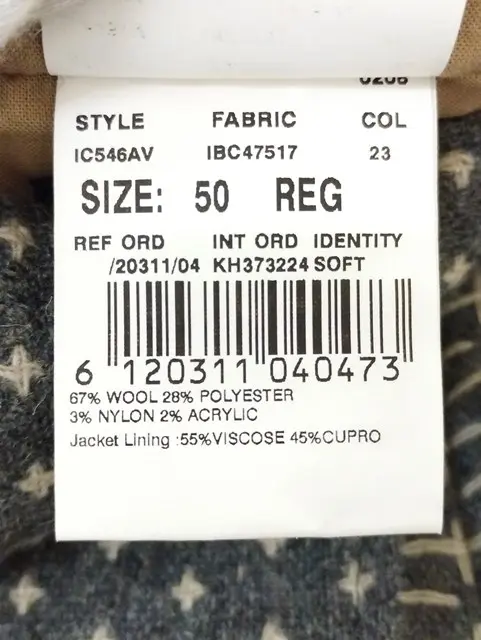 STYLE FABRIC COL
IC546AV IBC47517 23
SIZE: 50 REG
REF ORD INT ORD IDENTITY
/20311/04 KH373224 SOFT
6 120311 040473
67% WOOL 28% POLYESTER
3% NYLON 2% ACRYLIC
Jacket Lining :55%VISCOSE 45%CUPRO